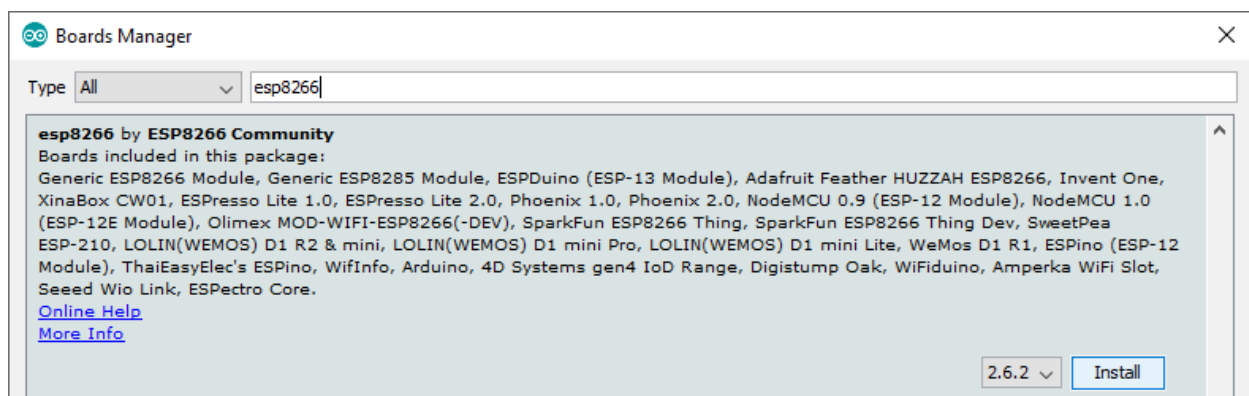 Boards Manager
Type All esp8266
esp8266 by ESP8266 Community
Boards included in this package:
Generic ESP8266 Module, Generic ESP8285 Module, ESPDuino (ESP-13 Module), Adafruit Feather HUZZAH ESP8266, Invent One,
XinaBox CW01, ESPresso Lite 1.0, ESPresso Lite 2.0, Phoenix 1.0, Phoenix 2.0, NodeMCU 0.9 (ESP-12 Module), NodeMCU 1.0
(ESP-12E Module), Olimex MOD-WIFI-ESP8266(-DEV), SparkFun ESP8266 Thing, SparkFun ESP8266 Thing Dev, SweetPea
ESP-210, LOLIN(WEMOS) D1 R2 & mini, LOLIN(WEMOS) D1 mini Pro, LOLIN(WEMOS) D1 mini Lite, WeMos D1 R1, ESPino (ESP-12
Module), ThaiEasyElec's ESPino, WifInfo, Arduino, 4D Systems gen4 IoD Range, Digistump Oak, WiFiduino, Amperka WiFi Slot,
Seeed Wio Link, ESPectro Core.
Online Help
More Info
2.6.2 Install